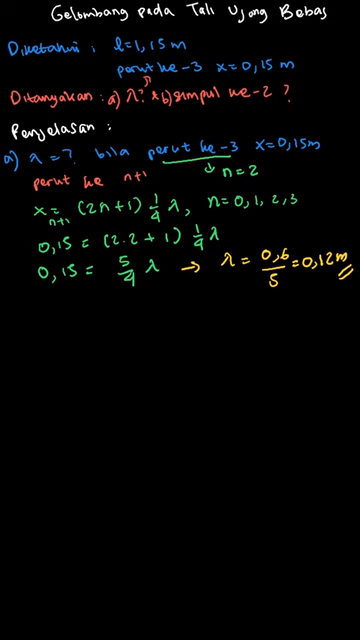 Gelombang pada Tali Ujong Bebas
Diketahui : l = 1,15 m
perut ke-3 x = 0,15 m
Ditanyakan : a) λ? & b) simpul ke-2 ?
Penjelasan :
a) λ = ? bila perut ke-3 x = 0,15 m
↓ n = 2
perut ke n+1
xₙ₊₁ = (2n+1) 1/4 λ, n = 0, 1, 2, 3
0,15 = (2.2 + 1) 1/4 λ
0,15 = 5/4 λ → λ = 0,6/5 = 0,12 m